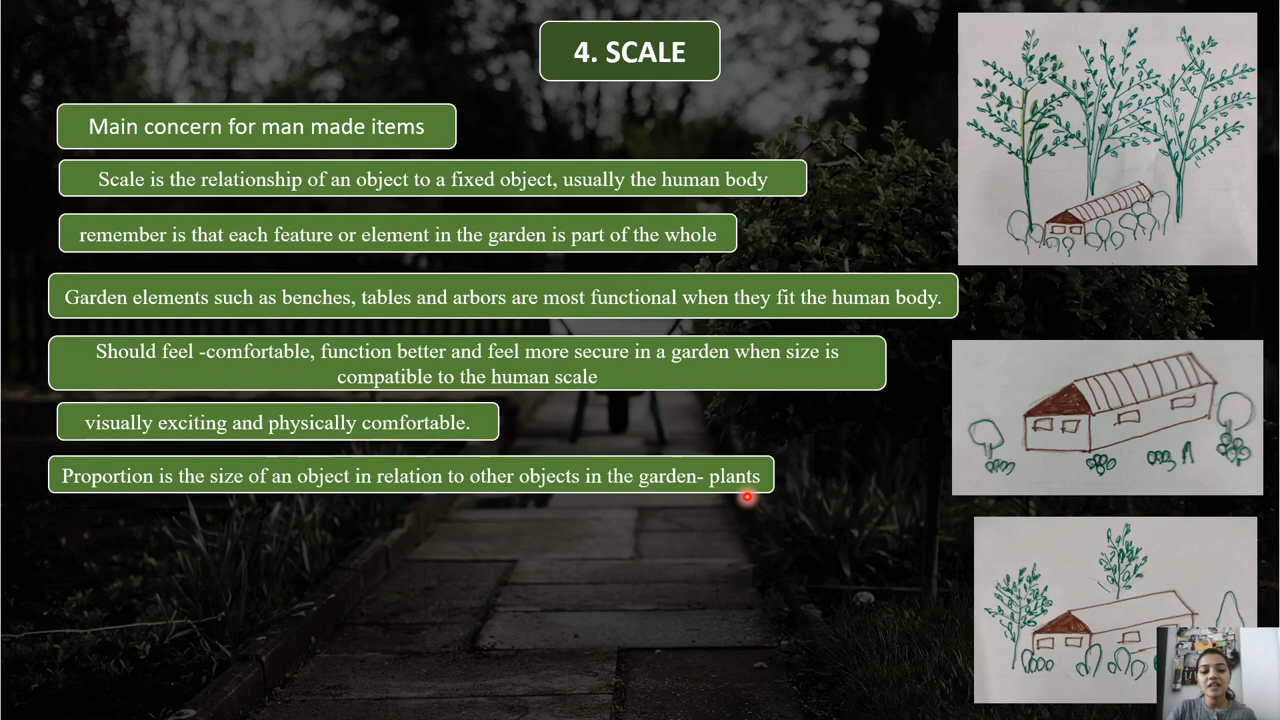 4. SCALE
Main concern for man made items
Scale is the relationship of an object to a fixed object, usually the human body
remember is that each feature or element in the garden is part of the whole
Garden elements such as benches, tables and arbors are most functional when they fit the human body.
Should feel -comfortable, function better and feel more secure in a garden when size is
compatible to the human scale
visually exciting and physically comfortable.
Proportion is the size of an object in relation to other objects in the garden- plants